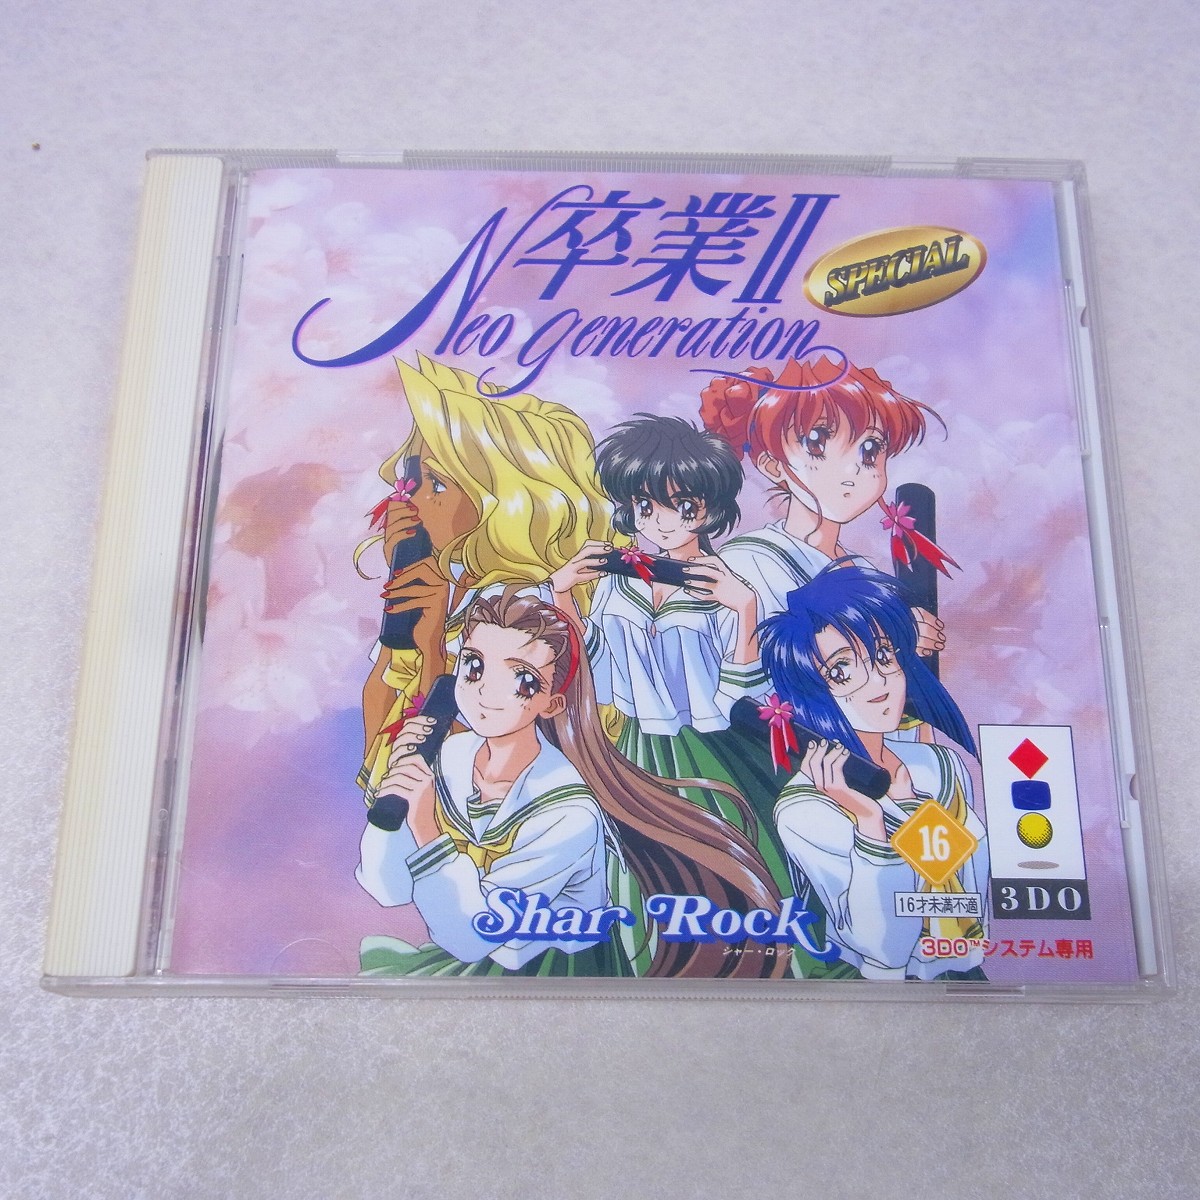 卒業II
SPECIAL
Neo generation
16
16才未満不適
3DO
Shar Rock
シャー・ロック
3DO™システム専用